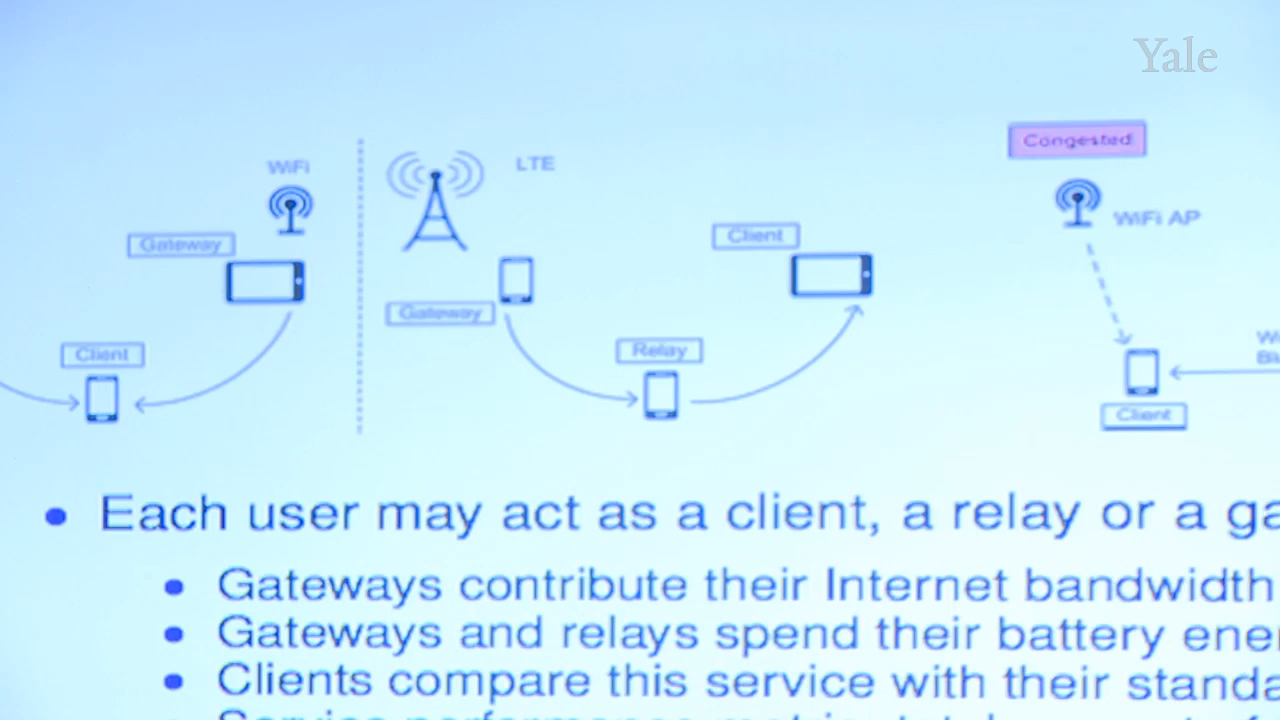 Yale
Congested
WiFi
LTE
WiFi AP
Gateway
Client
Gateway
Client
Relay
Client
• Each user may act as a client, a relay or a
• Gateways contribute their Internet bandwidth
• Gateways and relays spend their battery
• Clients compare this service with their